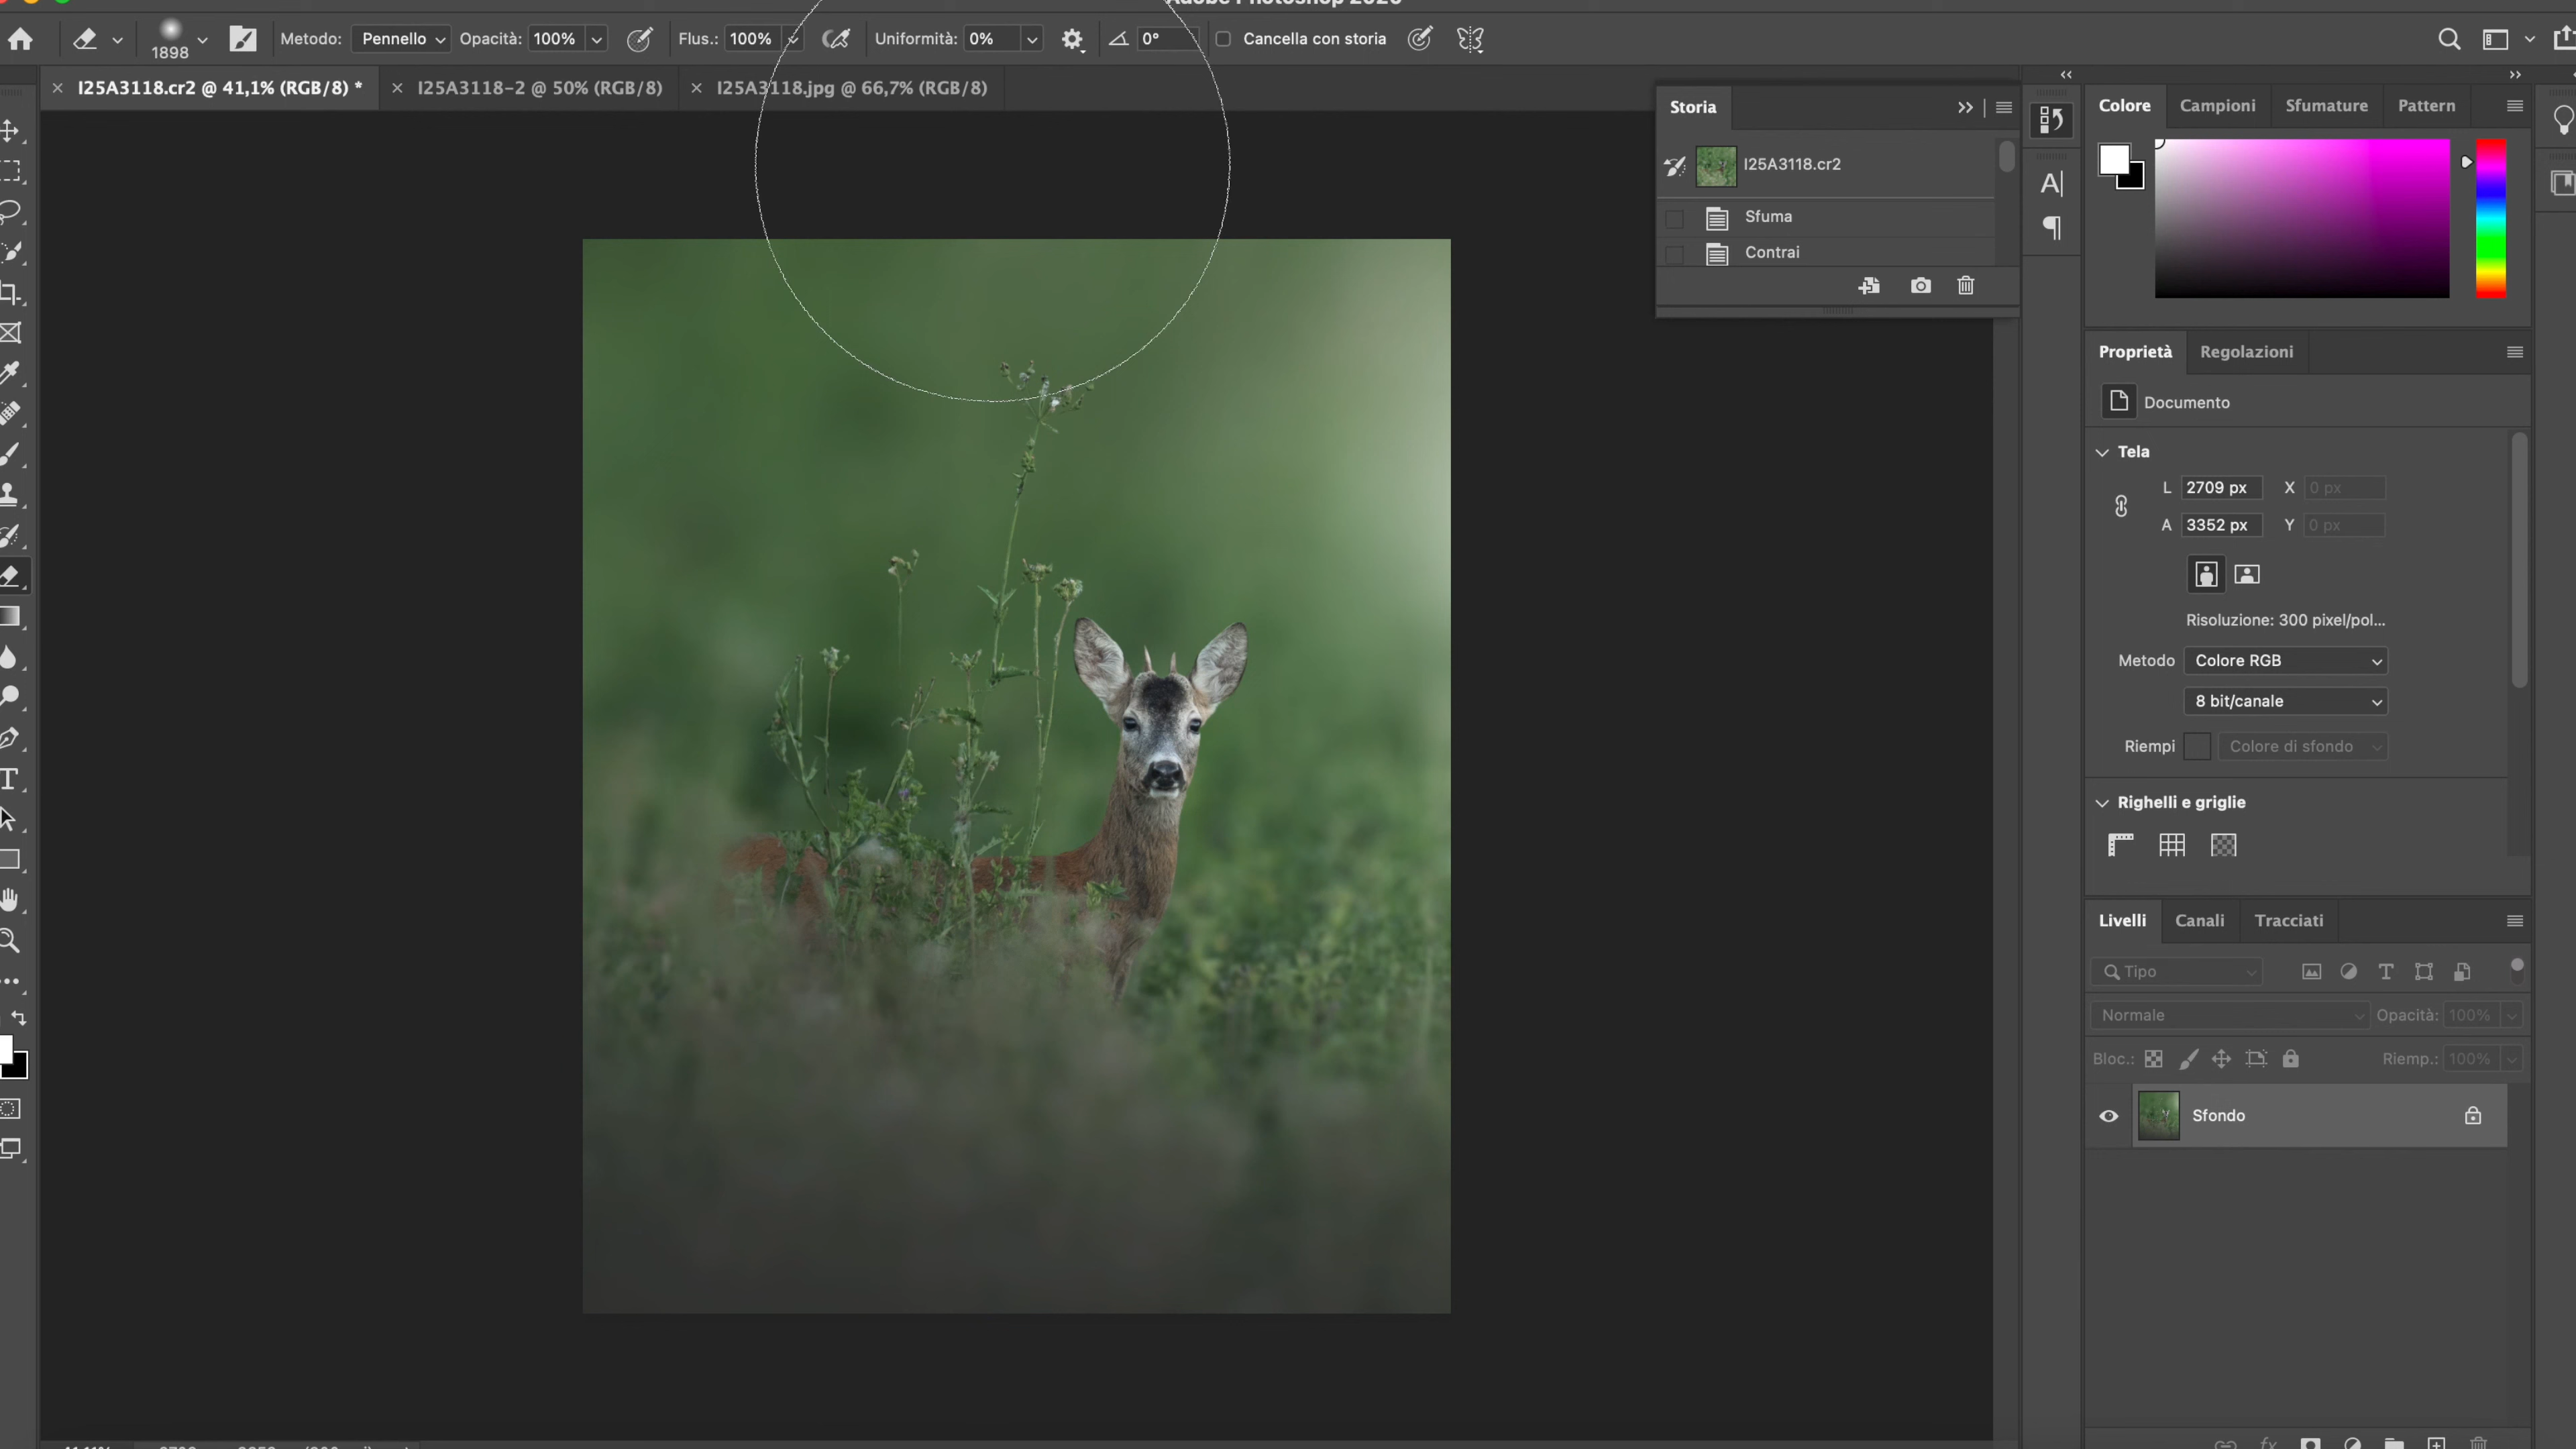 Adobe Photoshop 2026
1898 Metodo: Pennello Opacità: 100% Flus.: 100% Uniformità: 0% 0° Cancella con storia
I25A3118.cr2 @ 41,1% (RGB/8) * I25A3118-2 @ 50% (RGB/8) I25A3118.jpg @ 66,7% (RGB/8)
Storia
I25A3118.cr2
Sfuma
Contrai
Colore Campioni Sfumature Pattern
Proprietà Regolazioni
Documento
Tela
L 2709 px X 0 px
A 3352 px Y 0 px
Risoluzione: 300 pixel/pol...
Metodo Colore RGB
8 bit/canale
Riempi Colore di sfondo
Righelli e griglie
Livelli Canali Tracciati
Tipo
Normale Opacità: 100%
Bloc.: Riemp.: 100%
Sfondo